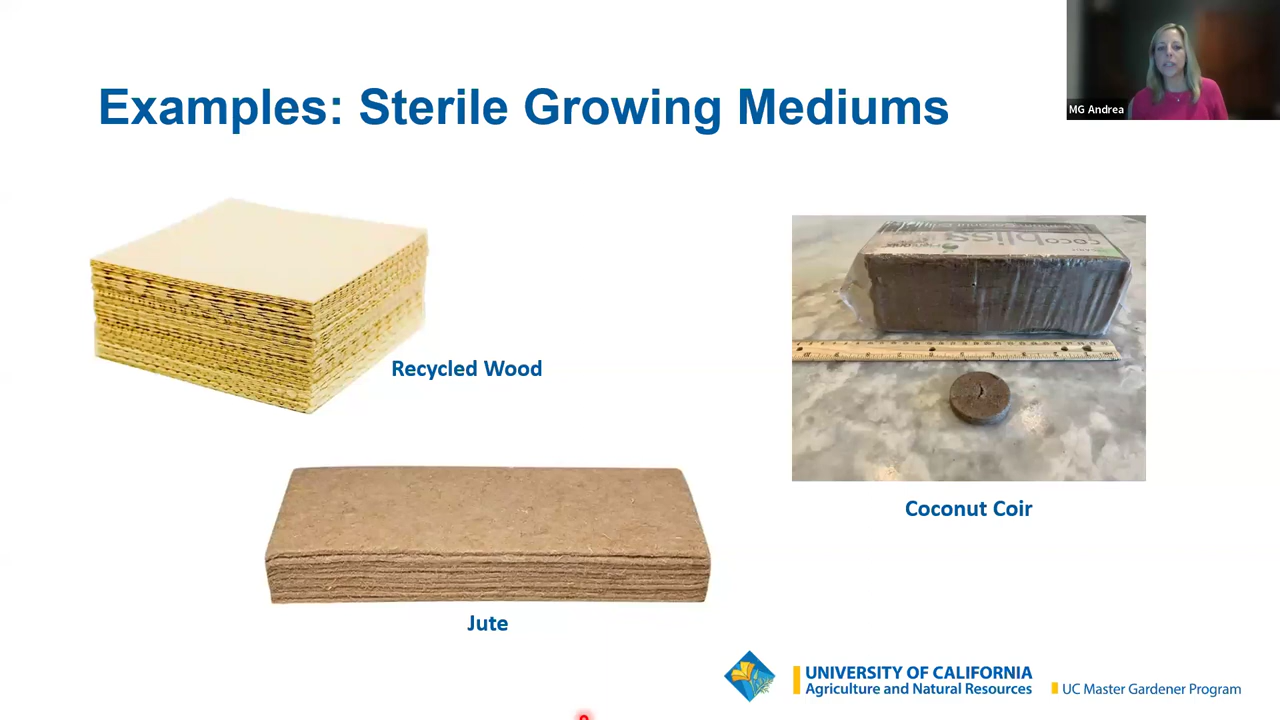 Examples: Sterile Growing Mediums
MG Andrea
Recycled Wood
cocobliss
Coconut Coir
Jute
UNIVERSITY OF CALIFORNIA
Agriculture and Natural Resources
UC Master Gardener Program